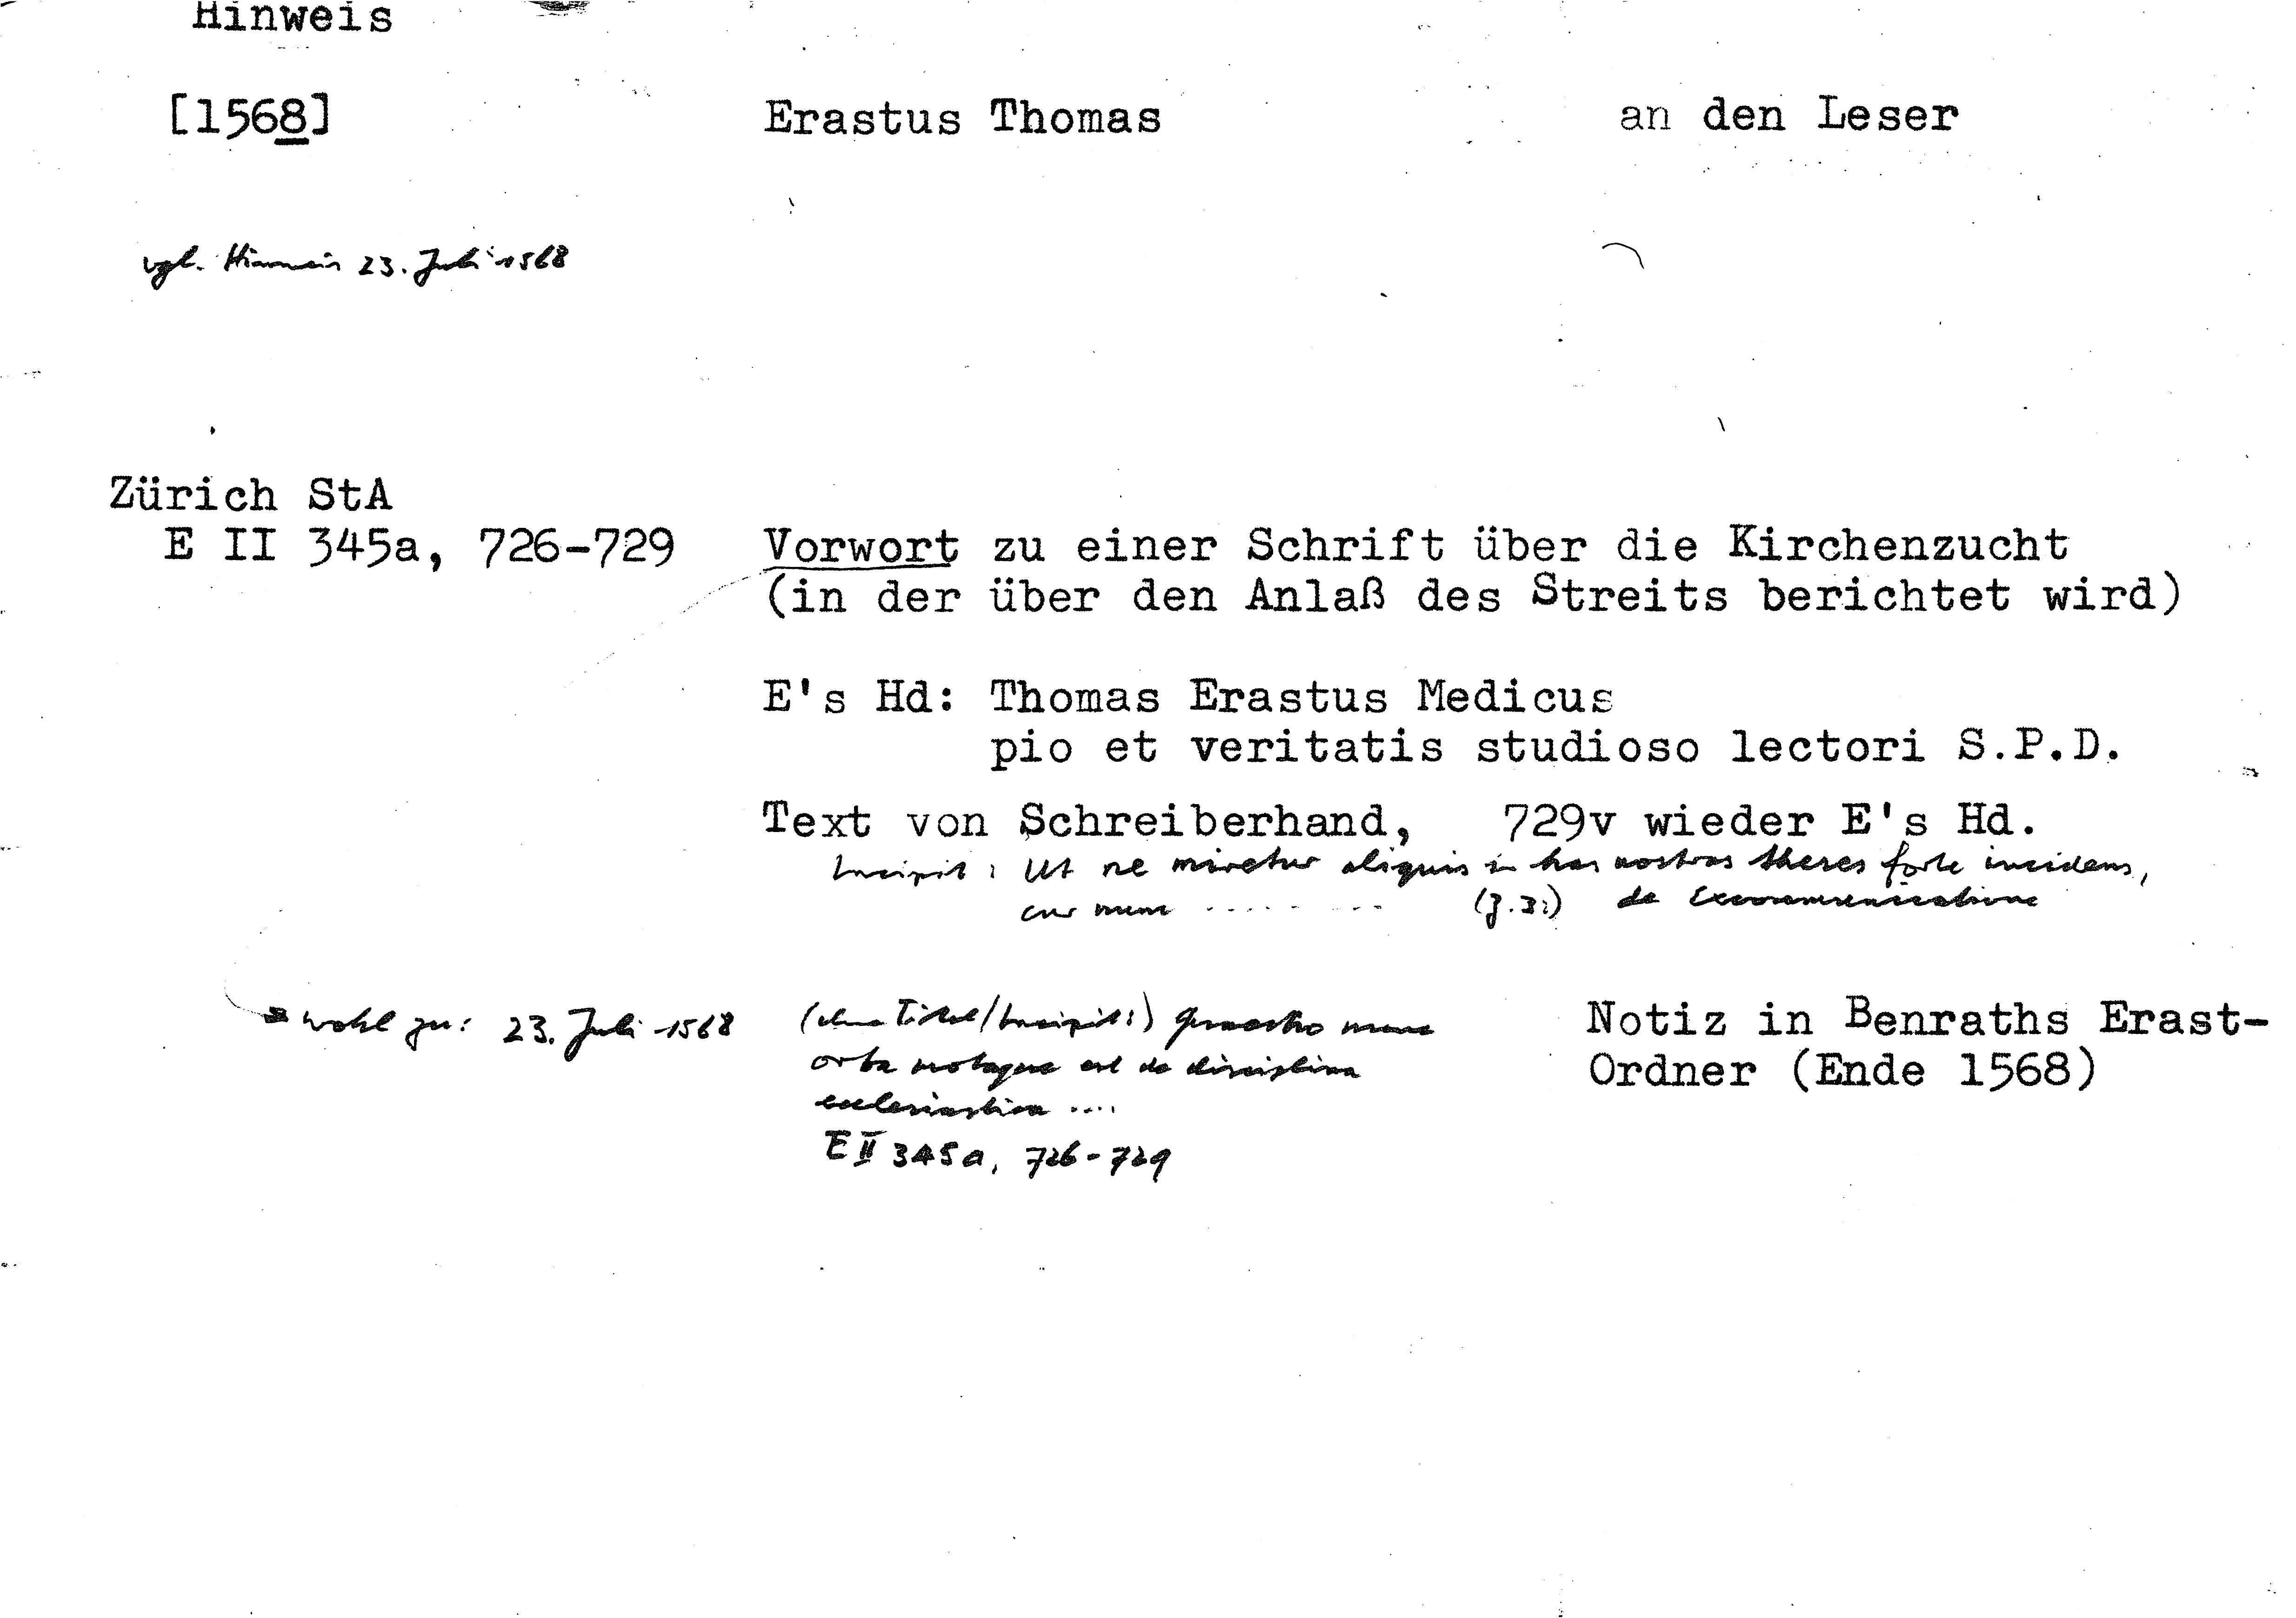 Hinweis
[1568] Erastus Thomas an den Leser
vgl. Hinweis 23. Juli 1568
Zürich StA
E II 345a, 726-729 Vorwort zu einer Schrift über die Kirchenzucht
(in der über den Anlaß des Streits berichtet wird)
E's Hd: Thomas Erastus Medicus
pio et veritatis studioso lectori S.P.D.
Text von Schreiberhand, 729v wieder E's Hd.
Incipit: Ut ne miretur aliquis in has nostras theses forte incidens,
cur nunc ......... (Z.3:) de Excommunicatione
wohl zu: 23. Juli 1568 (ohne Titel/Incipit:) nunc Notiz in Benraths Erast-
orta motaque est de disciplina Ordner (Ende 1568)
ecclesiastica ....
E II 345a, 726-729